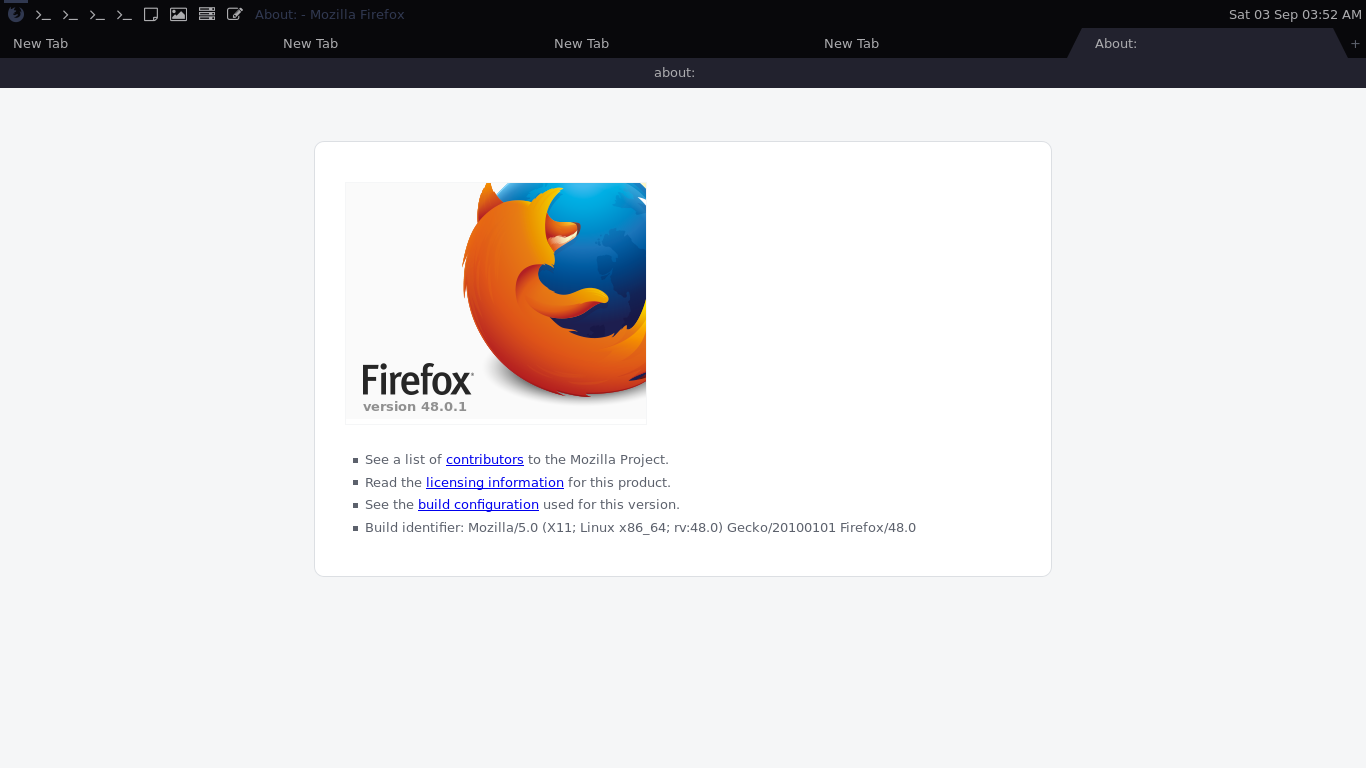 About: - Mozilla Firefox Sat 03 Sep 03:52 AM
New Tab New Tab New Tab New Tab About: +
about:
Firefox
version 48.0.1
See a list of contributors to the Mozilla Project.
Read the licensing information for this product.
See the build configuration used for this version.
Build identifier: Mozilla/5.0 (X11; Linux x86_64; rv:48.0) Gecko/20100101 Firefox/48.0